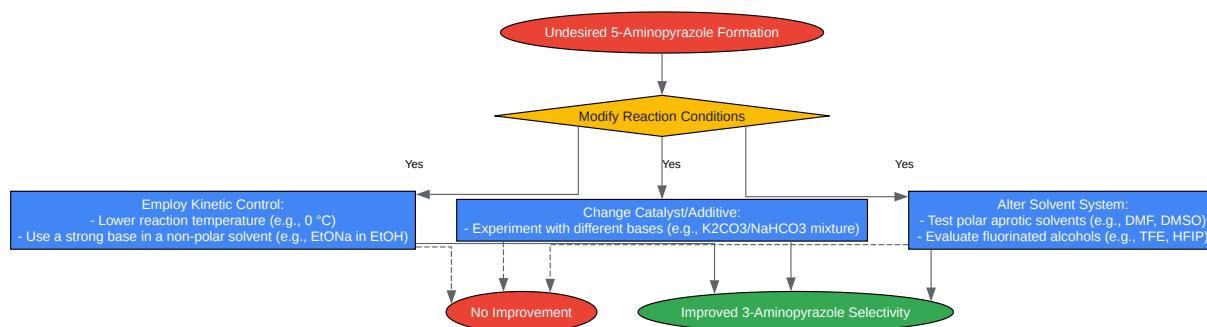 Undesired 5-Aminopyrazole Formation
Modify Reaction Conditions
Yes
Yes
Yes
Employ Kinetic Control:
- Lower reaction temperature (e.g., 0 °C)
- Use a strong base in a non-polar solvent (e.g., EtONa in EtOH)
Change Catalyst/Additive:
- Experiment with different bases (e.g., K2CO3/NaHCO3 mixture)
Alter Solvent System:
- Test polar aprotic solvents (e.g., DMF, DMSO)
- Evaluate fluorinated alcohols (e.g., TFE, HFIP)
No Improvement
Improved 3-Aminopyrazole Selectivity